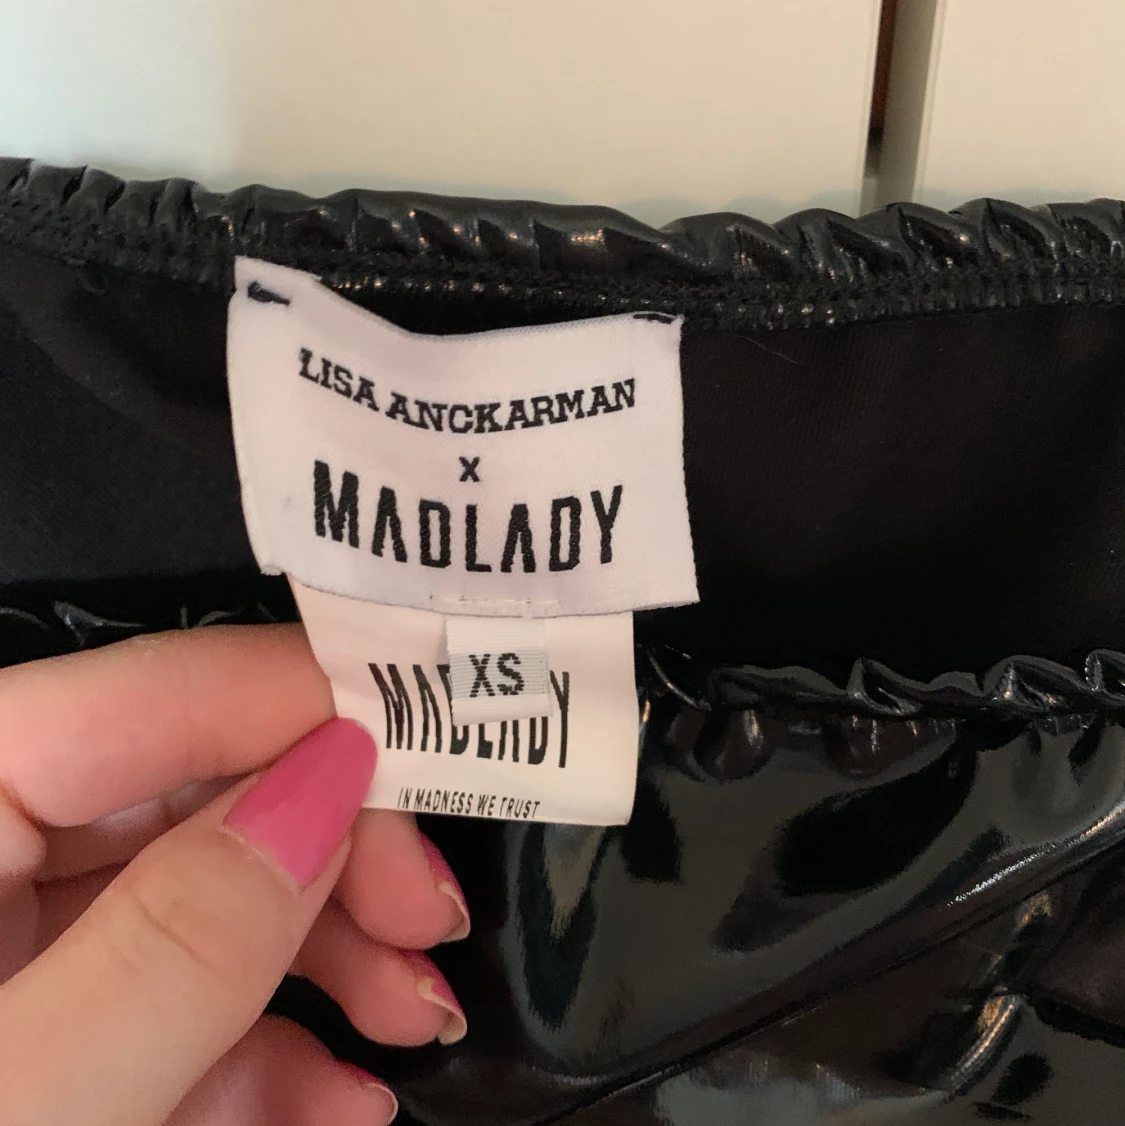 LISA ANCKARMAN
X
MADLADY
XS
MADLADY
IN MADNESS WE TRUST